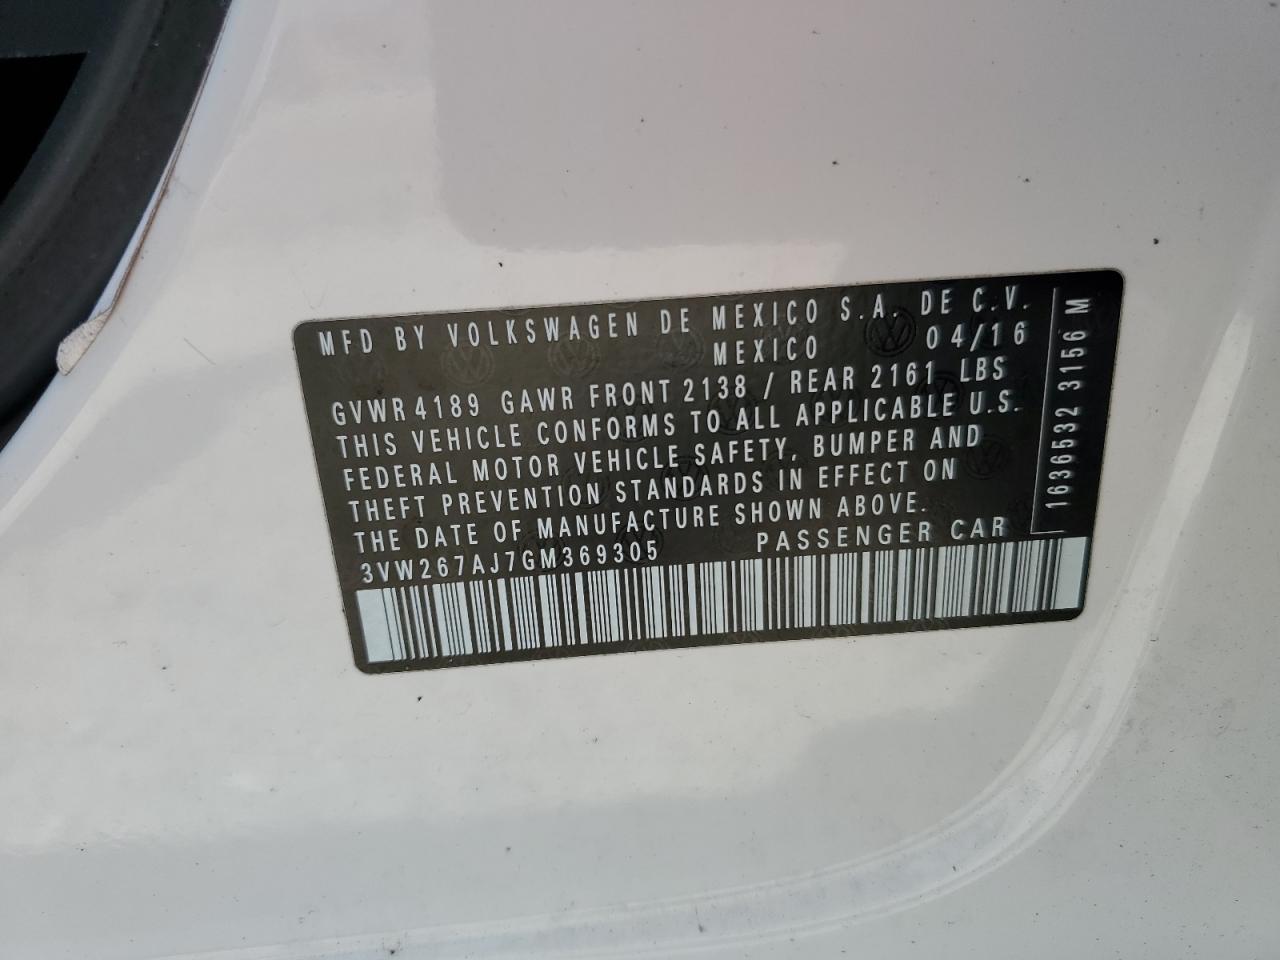 MFD BY VOLKSWAGEN DE MEXICO S.A. DE C.V.
MEXICO 04/16
GVWR 4189 GAWR FRONT 2138 / REAR 2161 LBS
THIS VEHICLE CONFORMS TO ALL APPLICABLE U.S.
FEDERAL MOTOR VEHICLE SAFETY, BUMPER AND
THEFT PREVENTION STANDARDS IN EFFECT ON
THE DATE OF MANUFACTURE SHOWN ABOVE.
3VW267AJ7GM369305 PASSENGER CAR
1636532 3156 M